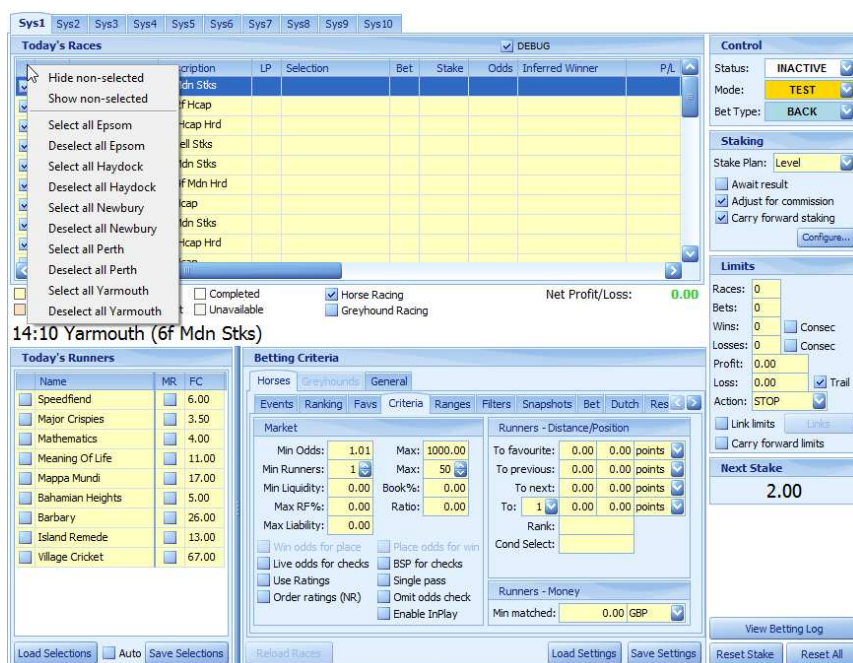 Sys1 Sys2 Sys3 Sys4 Sys5 Sys6 Sys7 Sys8 Sys9 Sys10
Today's Races DEBUG
LP Selection Bet Stake Odds Inferred Winner P/L
Hide non-selected
Show non-selected
Select all Epsom
Deselect all Epsom
Select all Haydock
Deselect all Haydock
Select all Newbury
Deselect all Newbury
Select all Perth
Deselect all Perth
Select all Yarmouth
Deselect all Yarmouth
Mdn Stks
Hcap Hrd
Mdn Stks
Mdn Hrd
Mdn Stks
Hcap Hrd
Completed Horse Racing Net Profit/Loss: 0.00
Unavailable Greyhound Racing
14:10 Yarmouth (6f Mdn Stks)
Today's Runners
Name MR FC
Speedfiend 6.00
Major Crispies 3.50
Mathematics 4.00
Meaning Of Life 11.00
Mappa Mundi 17.00
Bahamian Heights 5.00
Barbary 26.00
Island Remede 13.00
Village Cricket 67.00
Load Selections Auto Save Selections
Betting Criteria
Horses Greyhounds General
Events Ranking Favs Criteria Ranges Filters Snapshots Bet Dutch Res
Market
Min Odds: 1.01 Max: 1000.00
Min Runners: 1 Max: 50
Min Liquidity: 0.00 Book%: 0.00
Max RF%: 0.00 Ratio: 0.00
Max Liability: 0.00
Win odds for place Place odds for win
Live odds for checks BSP for checks
Use Ratings Single pass
Order ratings (NR) Omit odds check
Enable InPlay
Runners - Distance/Position
To favourite: 0.00 0.00 points
To previous: 0.00 0.00 points
To next: 0.00 0.00 points
To: 1 0.00 0.00 points
Rank:
Cond Select:
Runners - Money
Min matched: 0.00 GBP
Reload Races Load Settings Save Settings
Control
Status: INACTIVE
Mode: TEST
Bet Type: BACK
Staking
Stake Plan: Level
Await result
Adjust for commission
Carry forward staking
Configure...
Limits
Races: 0
Bets: 0
Wins: 0 Consec
Losses: 0 Consec
Profit: 0.00
Loss: 0.00 Trail
Action: STOP
Link limits Links
Carry forward limits
Next Stake
2.00
View Betting Log
Reset Stake Reset All